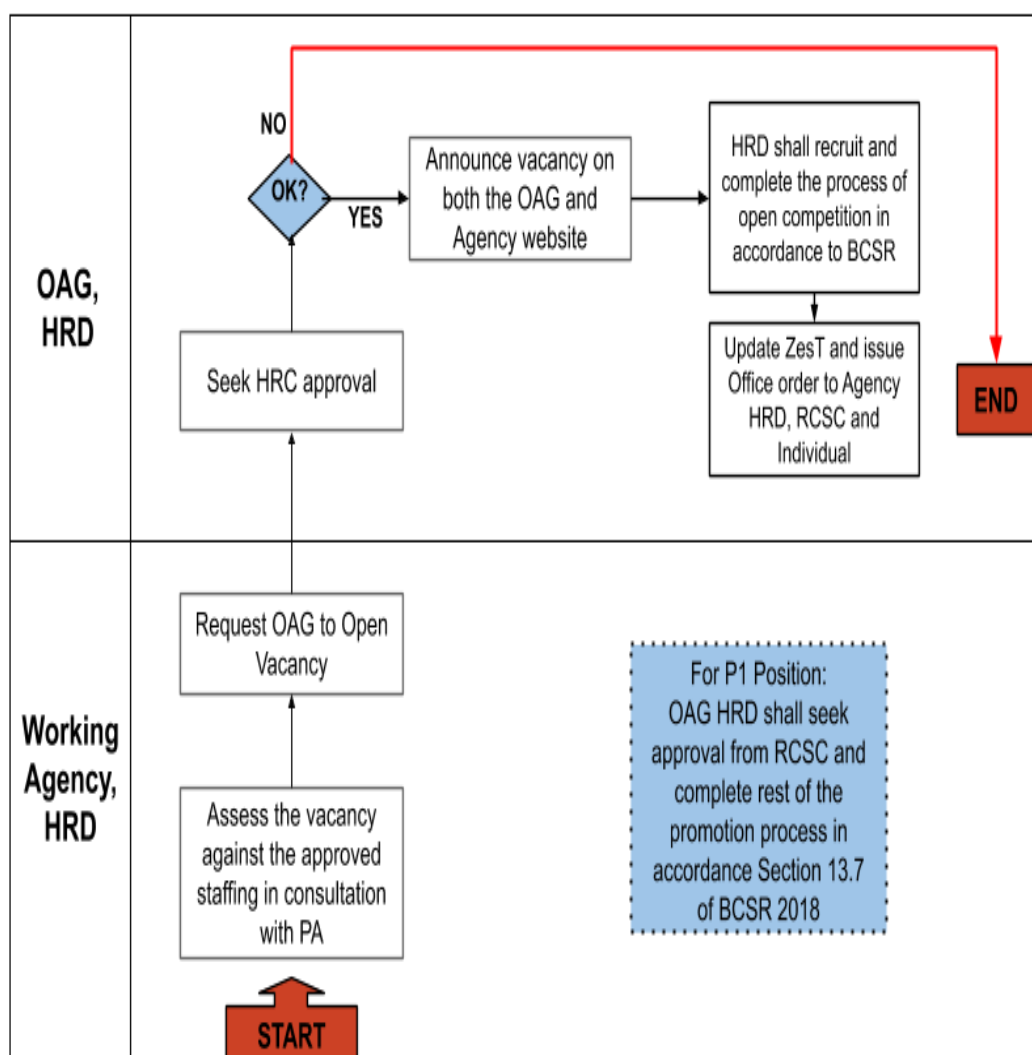 OAG,
HRD
NO
OK?
YES
Announce vacancy on
both the OAG and
Agency website
HRD shall recruit and
complete the process of
open competition in
accordance to BCSR
Seek HRC approval
Update ZesT and issue
Office order to Agency
HRD, RCSC and
Individual
END
Working
Agency,
HRD
Request OAG to Open
Vacancy
Assess the vacancy
against the approved
staffing in consultation
with PA
START
For P1 Position:
OAG HRD shall seek
approval from RCSC and
complete rest of the
promotion process in
accordance Section 13.7
of BCSR 2018